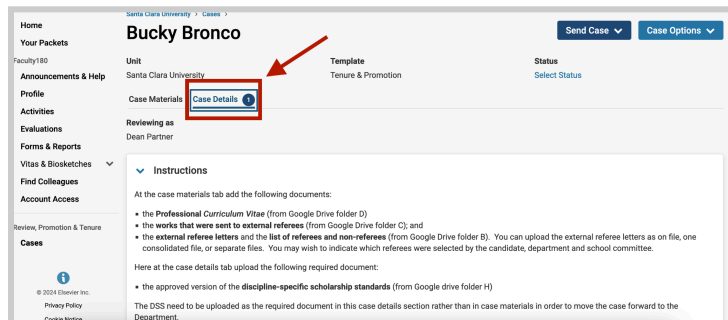 Santa Clara University > Cases >
Home
Your Packets
Faculty180
Announcements & Help
Profile
Activities
Evaluations
Forms & Reports
Vitas & Biosketches
Find Colleagues
Account Access
Review, Promotion & Tenure
Cases
© 2024 Elsevier Inc.
Privacy Policy
Cookie Notice
Bucky Bronco
Send Case
Case Options
Unit
Santa Clara University
Template
Tenure & Promotion
Status
Select Status
Case Materials
Case Details 1
Reviewing as
Dean Partner
Instructions
At the case materials tab add the following documents:
▪ the Professional Curriculum Vitae (from Google Drive folder D)
▪ the works that were sent to external referees (from Google Drive folder C); and
▪ the external referee letters and the list of referees and non-referees (from Google Drive folder B). You can upload the external referee letters as on file, one
consolidated file, or separate files. You may wish to indicate which referees were selected by the candidate, department and school committee.
Here at the case details tab upload the following required document:
▪ the approved version of the discipline-specific scholarship standards (from Google drive folder H)
The DSS need to be uploaded as the required document in this case details section rather than in case materials in order to move the case forward to the
Department.